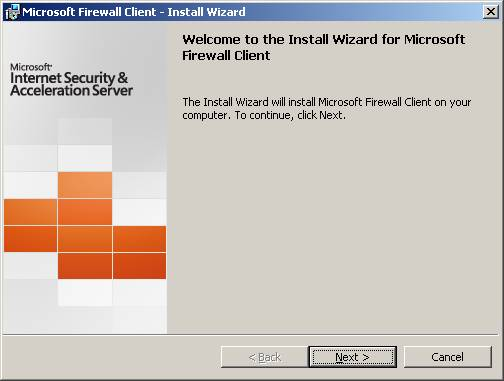 Microsoft Firewall Client - Install Wizard
Welcome to the Install Wizard for Microsoft
Firewall Client
Microsoft®
Internet Security &
Acceleration Server
The Install Wizard will install Microsoft Firewall Client on your
computer. To continue, click Next.
< Back
Next >
Cancel